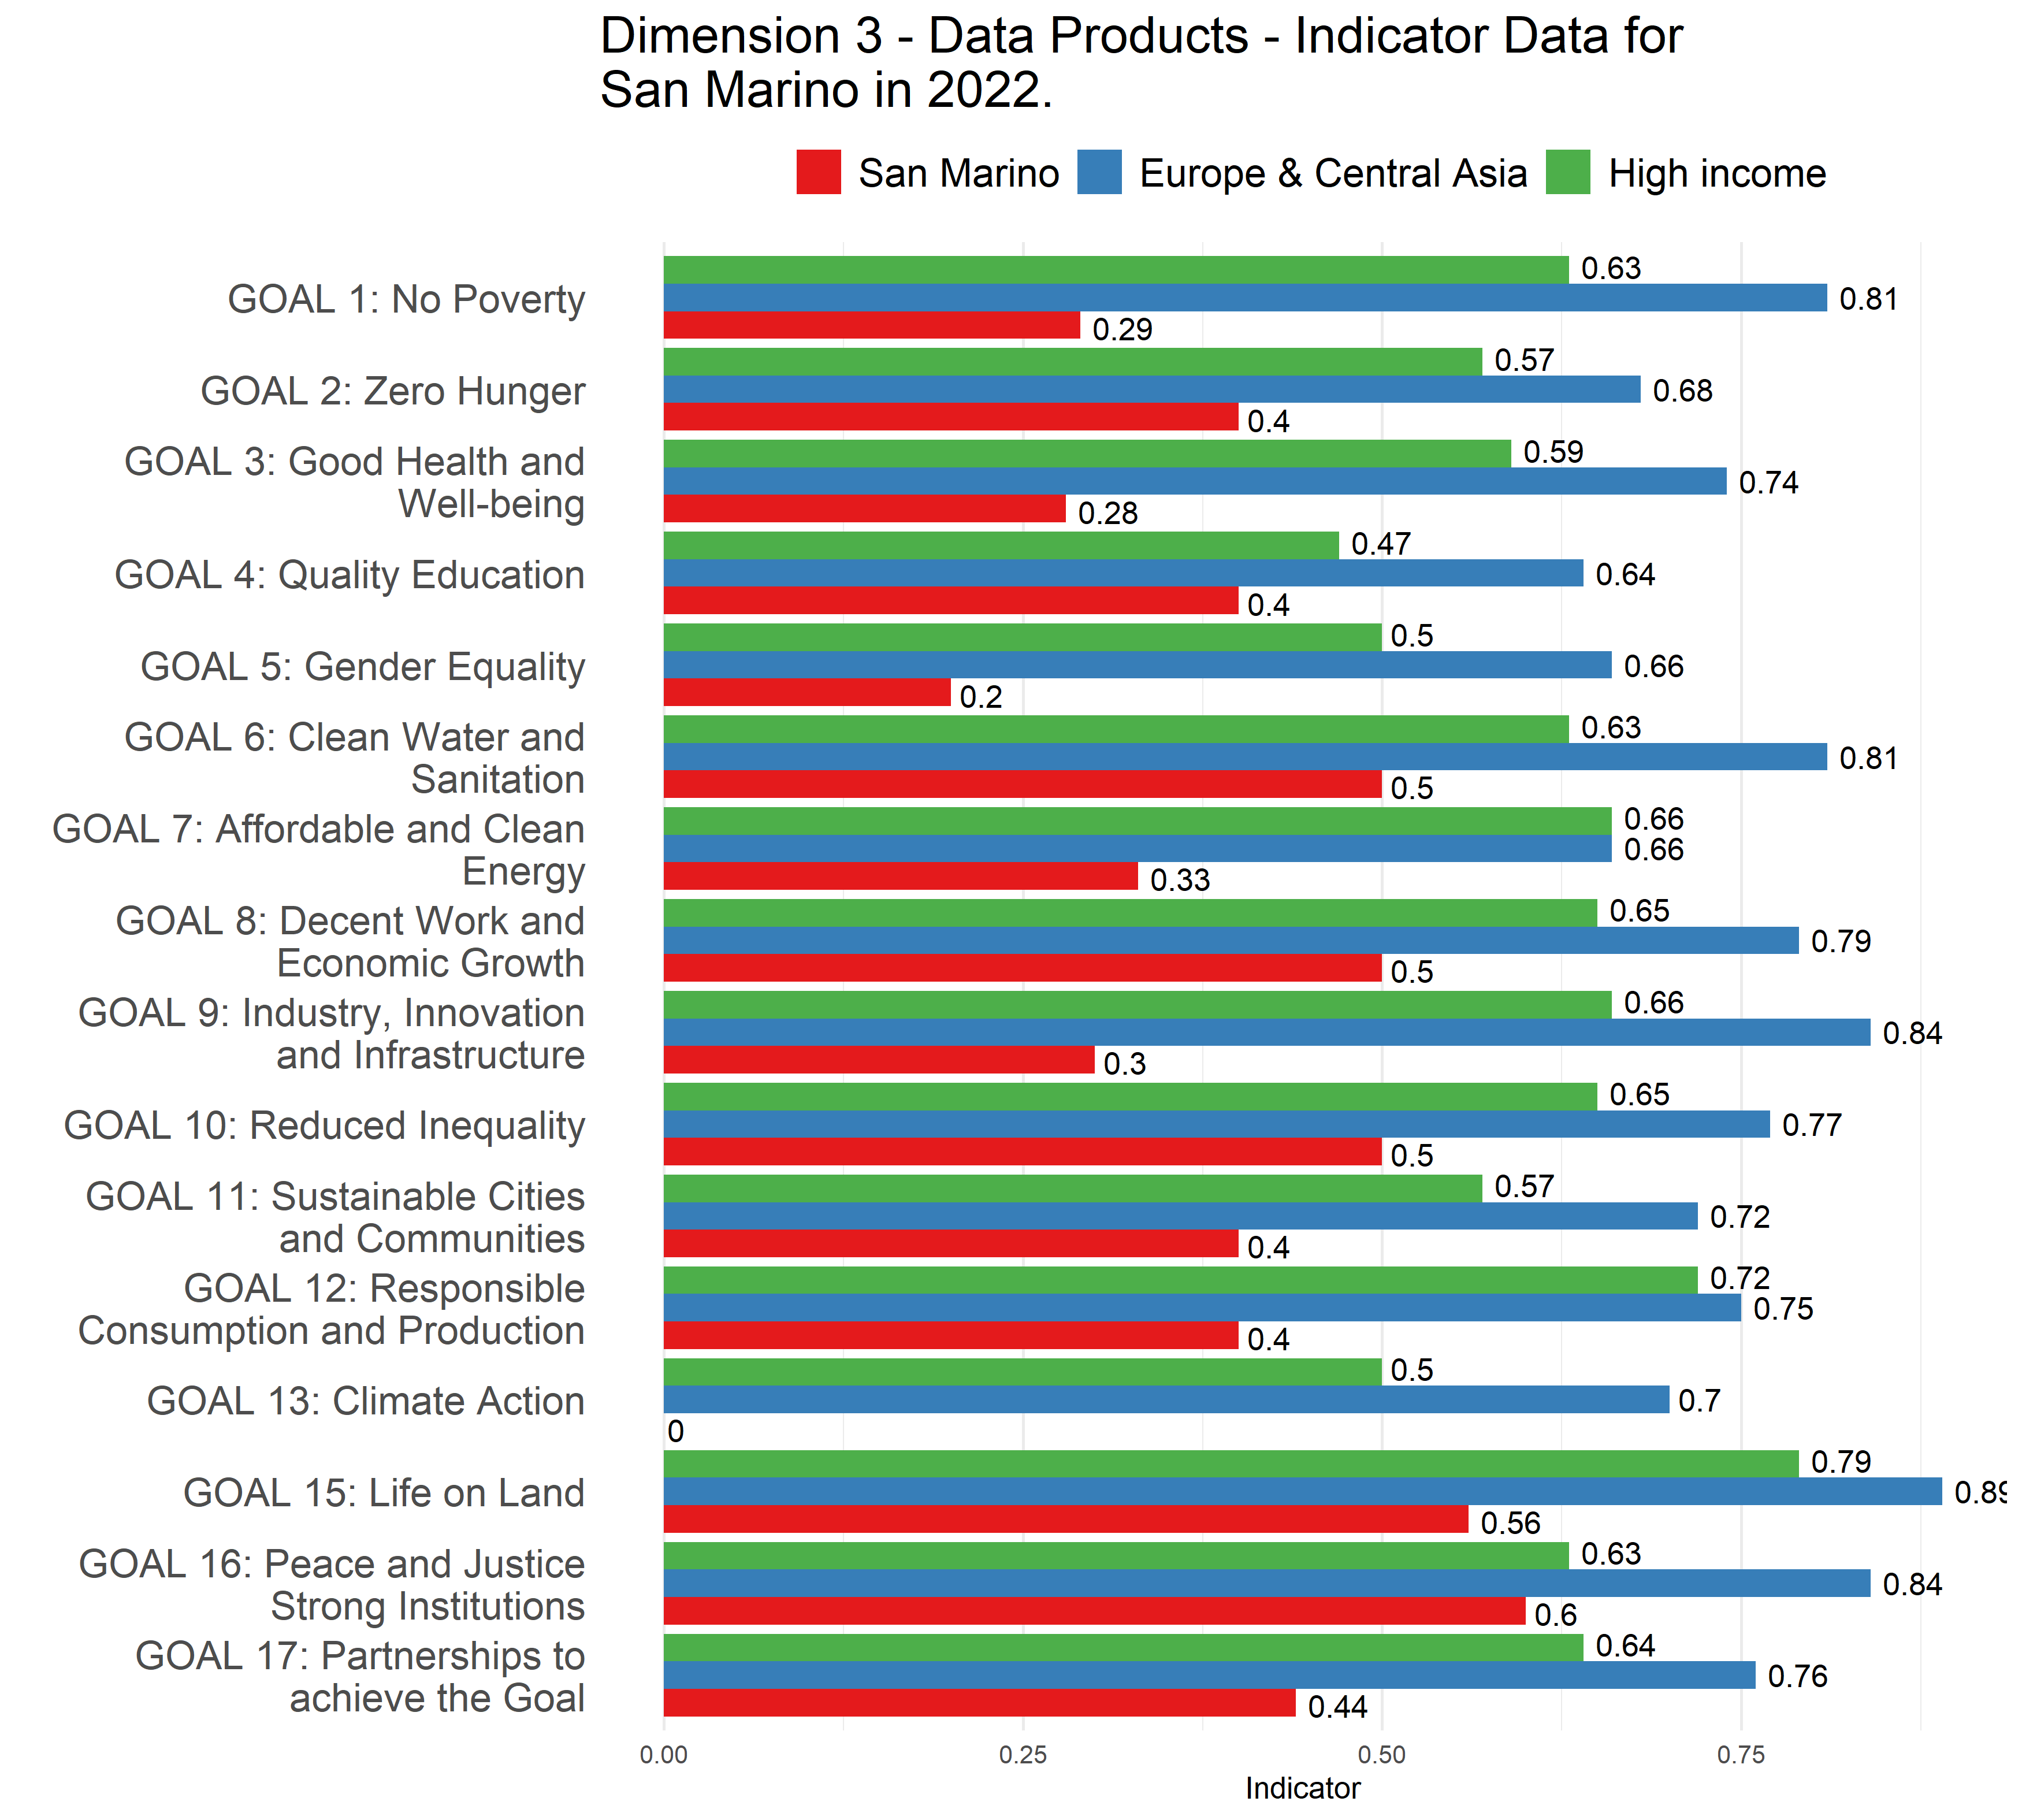 Dimension 3 - Data Products - Indicator Data for
San Marino in 2022.
San Marino
Europe & Central Asia
High income
GOAL 1: No Poverty
0.63
0.81
0.29
GOAL 2: Zero Hunger
0.57
0.68
0.4
GOAL 3: Good Health and
Well-being
0.59
0.74
0.28
GOAL 4: Quality Education
0.47
0.64
0.4
GOAL 5: Gender Equality
0.5
0.66
0.2
GOAL 6: Clean Water and
Sanitation
0.63
0.81
0.5
GOAL 7: Affordable and Clean
Energy
0.66
0.66
0.33
GOAL 8: Decent Work and
Economic Growth
0.65
0.79
0.5
GOAL 9: Industry, Innovation
and Infrastructure
0.66
0.84
0.3
GOAL 10: Reduced Inequality
0.65
0.77
0.5
GOAL 11: Sustainable Cities
and Communities
0.57
0.72
0.4
GOAL 12: Responsible
Consumption and Production
0.72
0.75
0.4
GOAL 13: Climate Action
0.5
0.7
0
GOAL 15: Life on Land
0.79
0.89
0.56
GOAL 16: Peace and Justice
Strong Institutions
0.63
0.84
0.6
GOAL 17: Partnerships to
achieve the Goal
0.64
0.76
0.44
0.00
0.25
0.50
0.75
Indicator